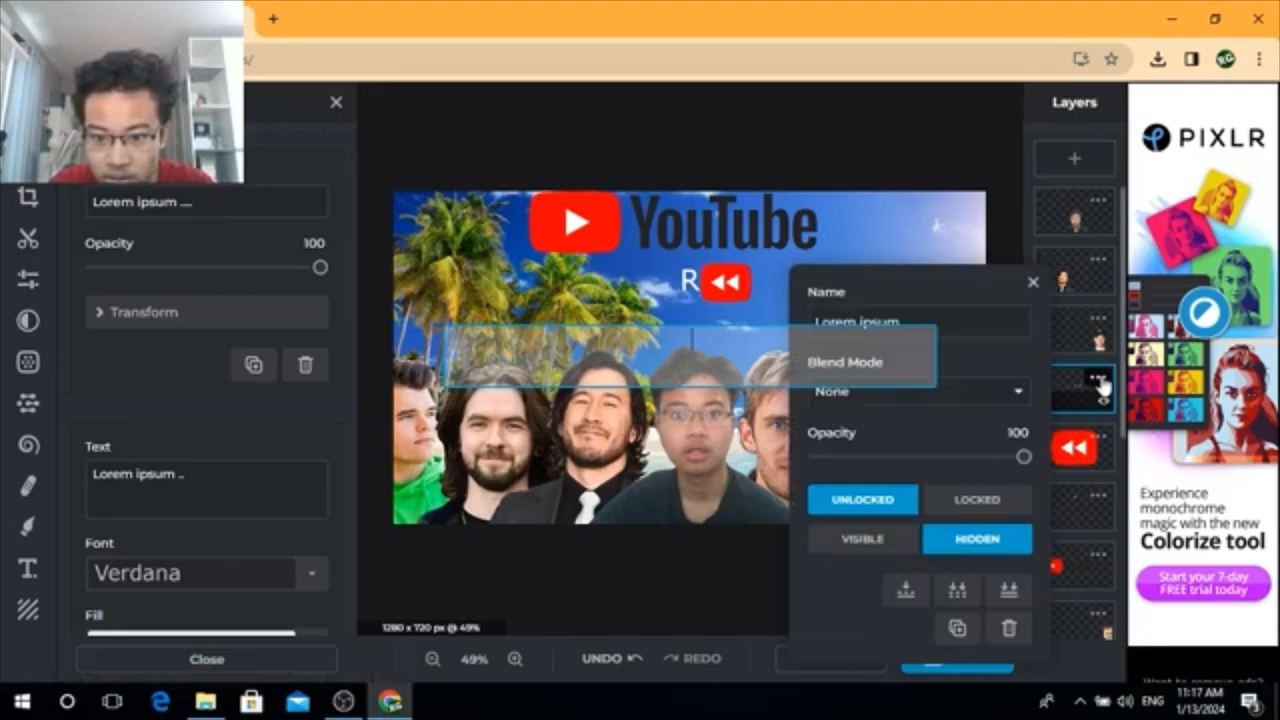 Layers
PIXLR
Lorem ipsum ....
Opacity 100
Transform
YouTube
R
Name
Lorem ipsum
Blend Mode
None
Opacity 100
UNLOCKED LOCKED
VISIBLE HIDDEN
Text
Lorem ipsum ..
Font
Verdana
Fill
Close
1280 x 720 px @ 49%
49%
UNDO REDO
Experience
monochrome
magic with the new
Colorize tool
Start your 7-day
FREE trial today
ENG
11:17 AM
1/13/2024